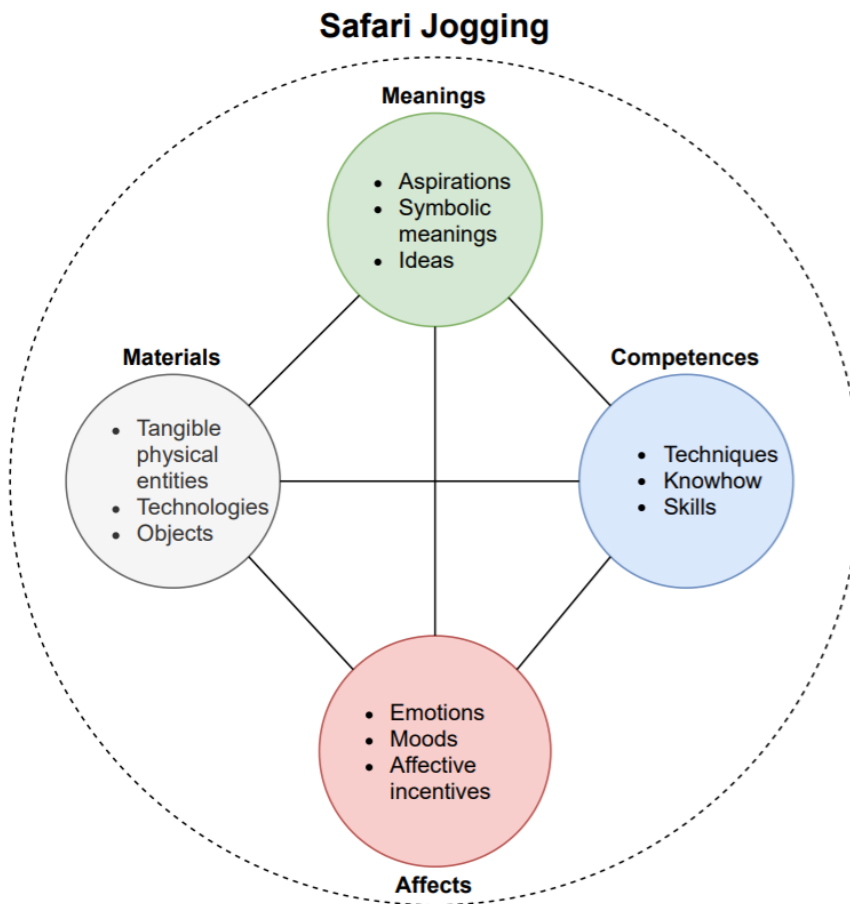 Safari Jogging
Meanings
• Aspirations
• Symbolic
meanings
• Ideas
Materials
• Tangible
physical
entities
• Technologies
• Objects
Competences
• Techniques
• Knowhow
• Skills
• Emotions
• Moods
• Affective
incentives
Affects